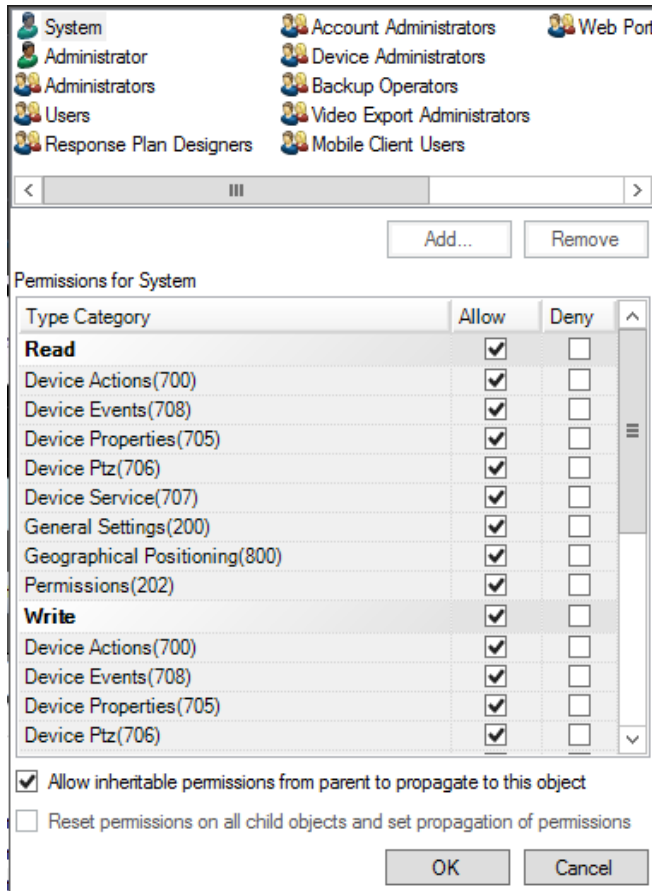 System
Administrator
Administrators
Users
Response Plan Designers
Account Administrators
Device Administrators
Backup Operators
Video Export Administrators
Mobile Client Users
Web Port
Add...
Remove
Permissions for System
Type Category Allow Deny
Read
Device Actions(700)
Device Events(708)
Device Properties(705)
Device Ptz(706)
Device Service(707)
General Settings(200)
Geographical Positioning(800)
Permissions(202)
Write
Device Actions(700)
Device Events(708)
Device Properties(705)
Device Ptz(706)
Allow inheritable permissions from parent to propagate to this object
Reset permissions on all child objects and set propagation of permissions
OK
Cancel